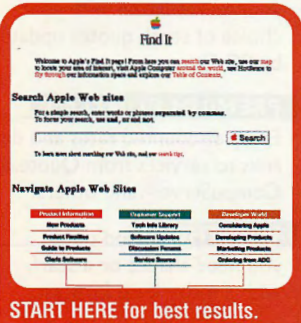 Find It
Welcome to Apple's Find It page! From here you can search our Web site, use our map
to locate your area of interest, visit Apple Computer around the world, use HotSauce to
fly through our information space and explore our Table of Contents.
Search Apple Web sites
For a simple search, enter words or phrases separated by commas.
To focus your search, use and, or and not.
Search
To learn more about searching our Web site, read our search tips.
Navigate Apple Web Sites
Product Information
Customer Support
Developer World
New Products
Tech Info Library
Considering Apple
Product Families
Software Updates
Developing Products
Guide to Products
Discussion Forums
Marketing Products
Claris Software
Service Source
Ordering from ADC
START HERE for best results.